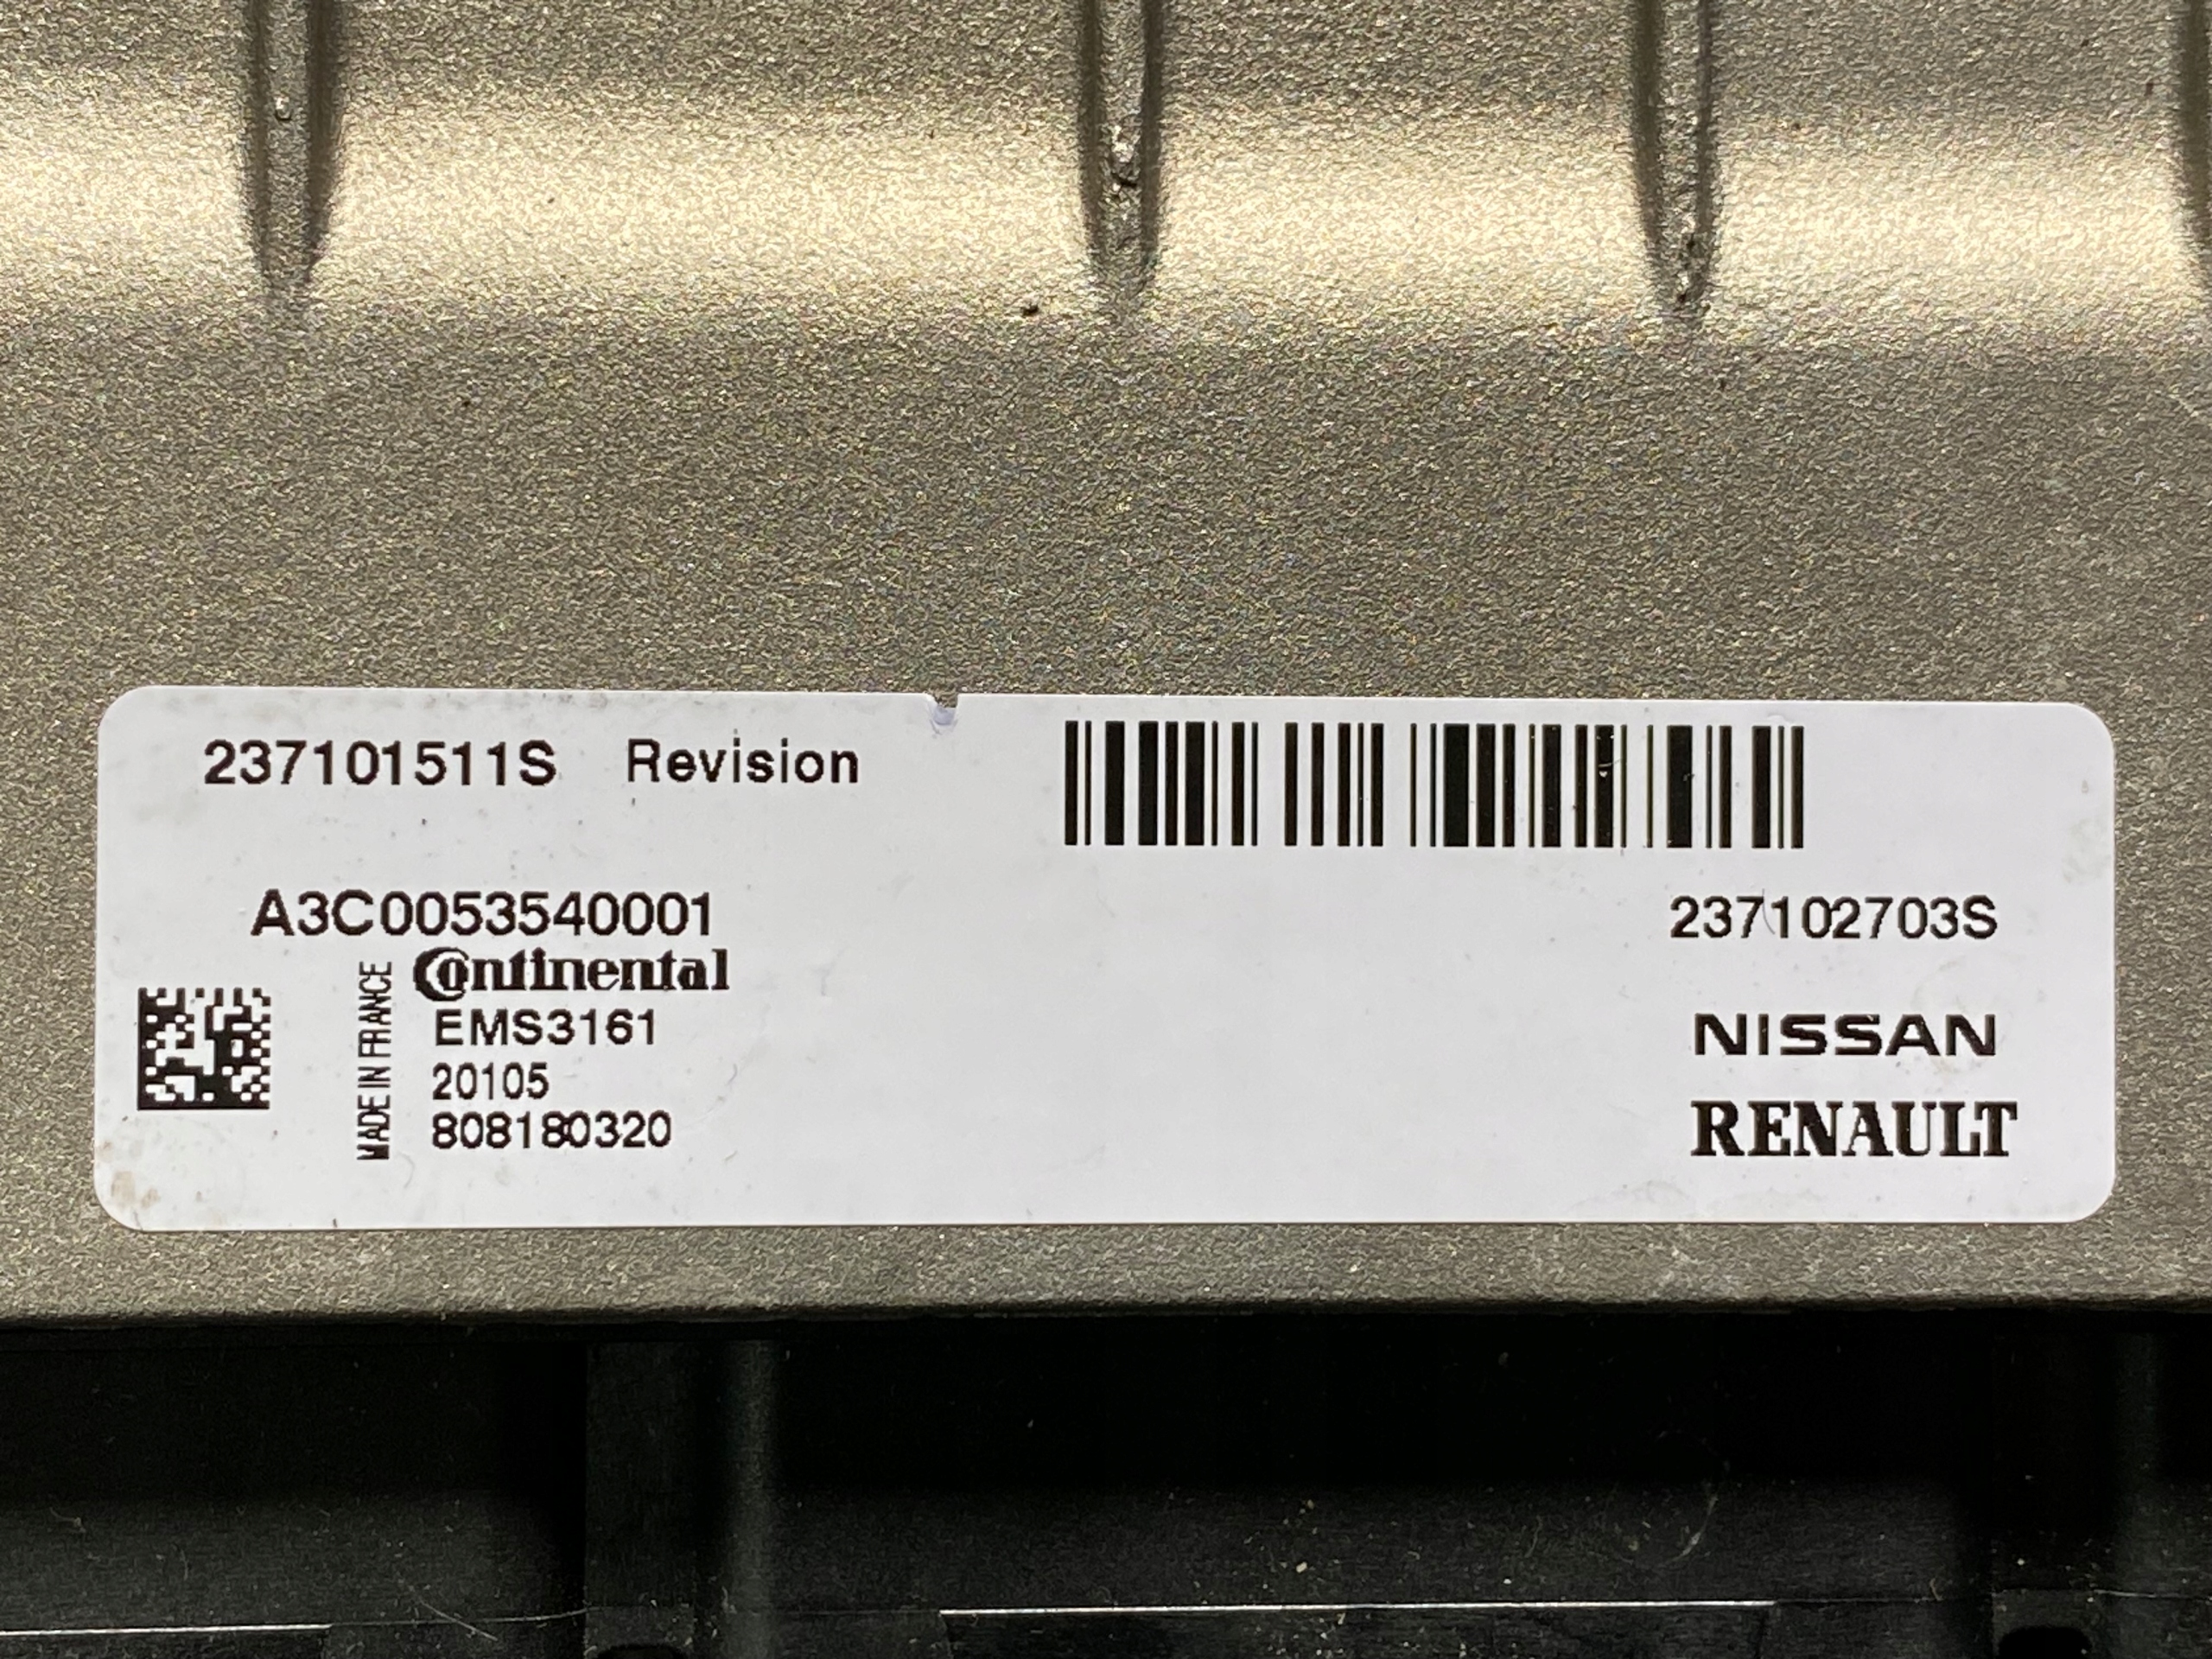 237101511S Revision
A3C0053540001
237102703S
Continental
MADE IN FRANCE
EMS3161
NISSAN
20105
808180320
RENAULT